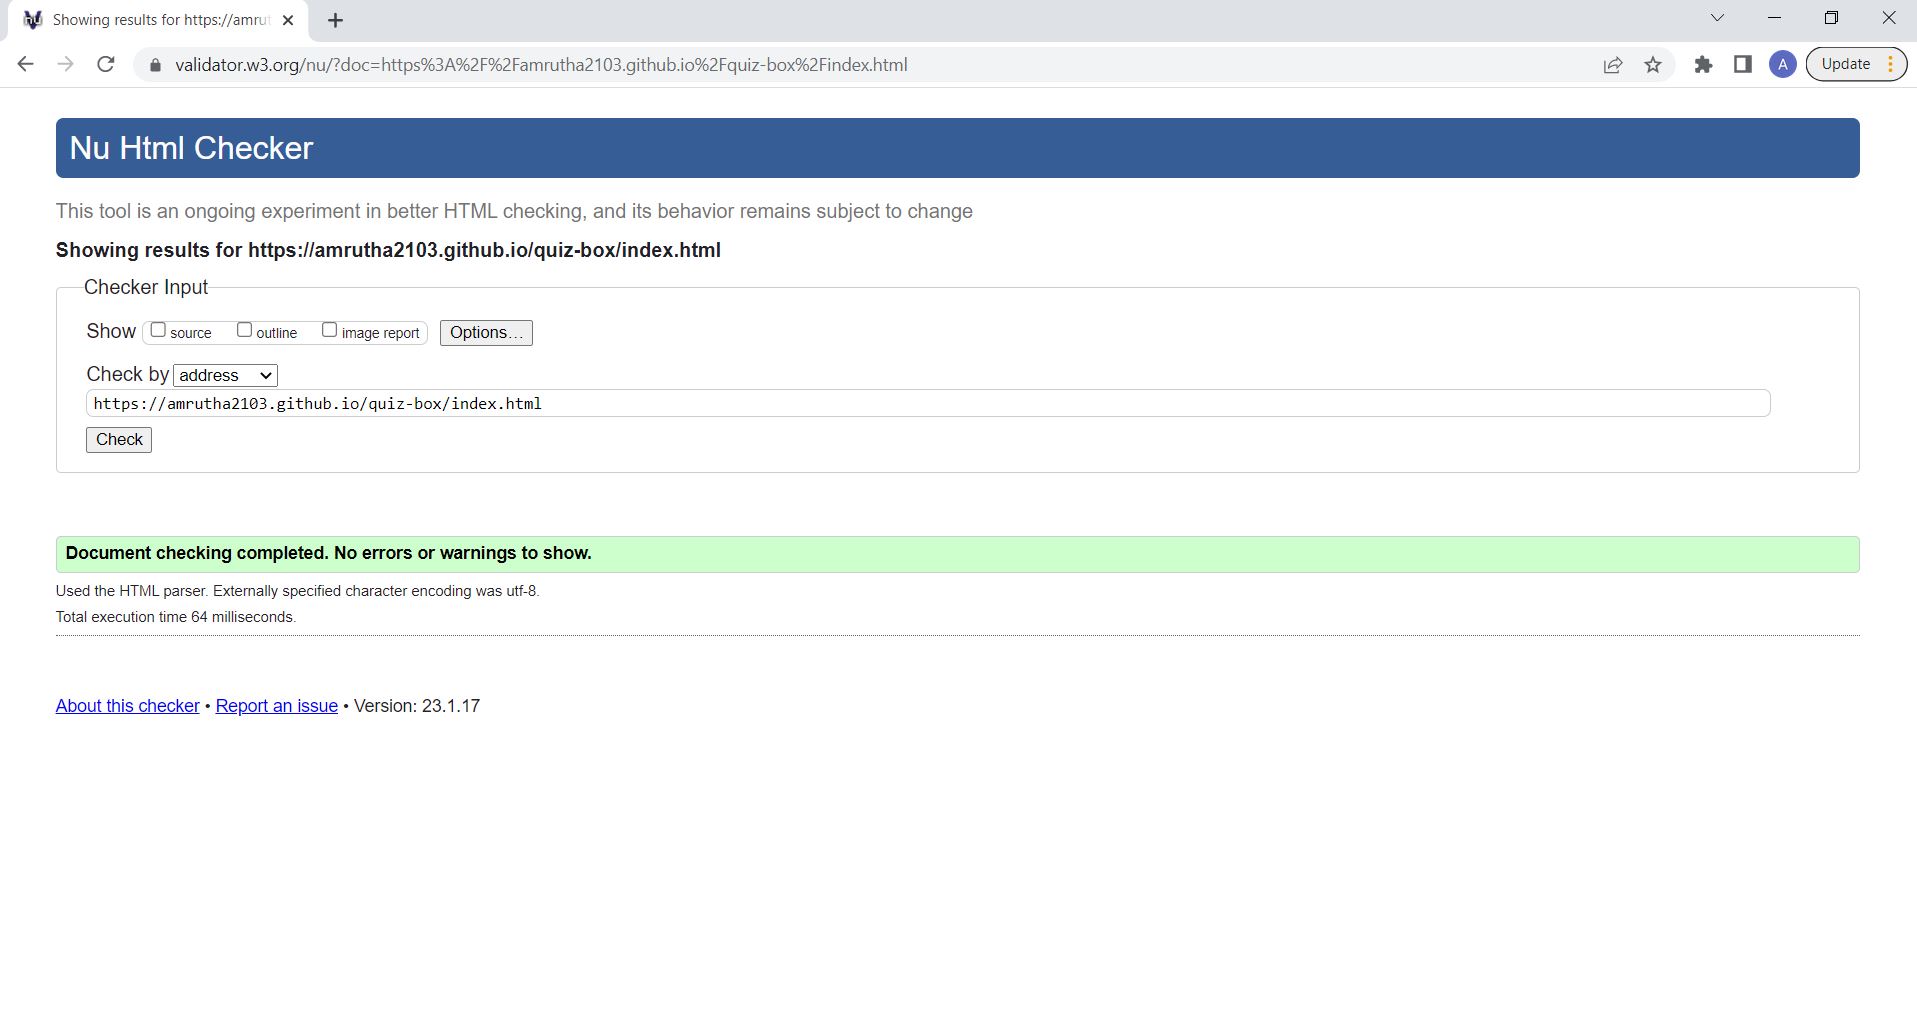 Showing results for https://amrut
validator.w3.org/nu/?doc=https%3A%2F%2Famrutha2103.github.io%2Fquiz-box%2Findex.html
A
Update
Nu Html Checker
This tool is an ongoing experiment in better HTML checking, and its behavior remains subject to change
Showing results for https://amrutha2103.github.io/quiz-box/index.html
Checker Input
Show source outline image report Options...
Check by address
https://amrutha2103.github.io/quiz-box/index.html
Check
Document checking completed. No errors or warnings to show.
Used the HTML parser. Externally specified character encoding was utf-8.
Total execution time 64 milliseconds.
About this checker • Report an issue • Version: 23.1.17